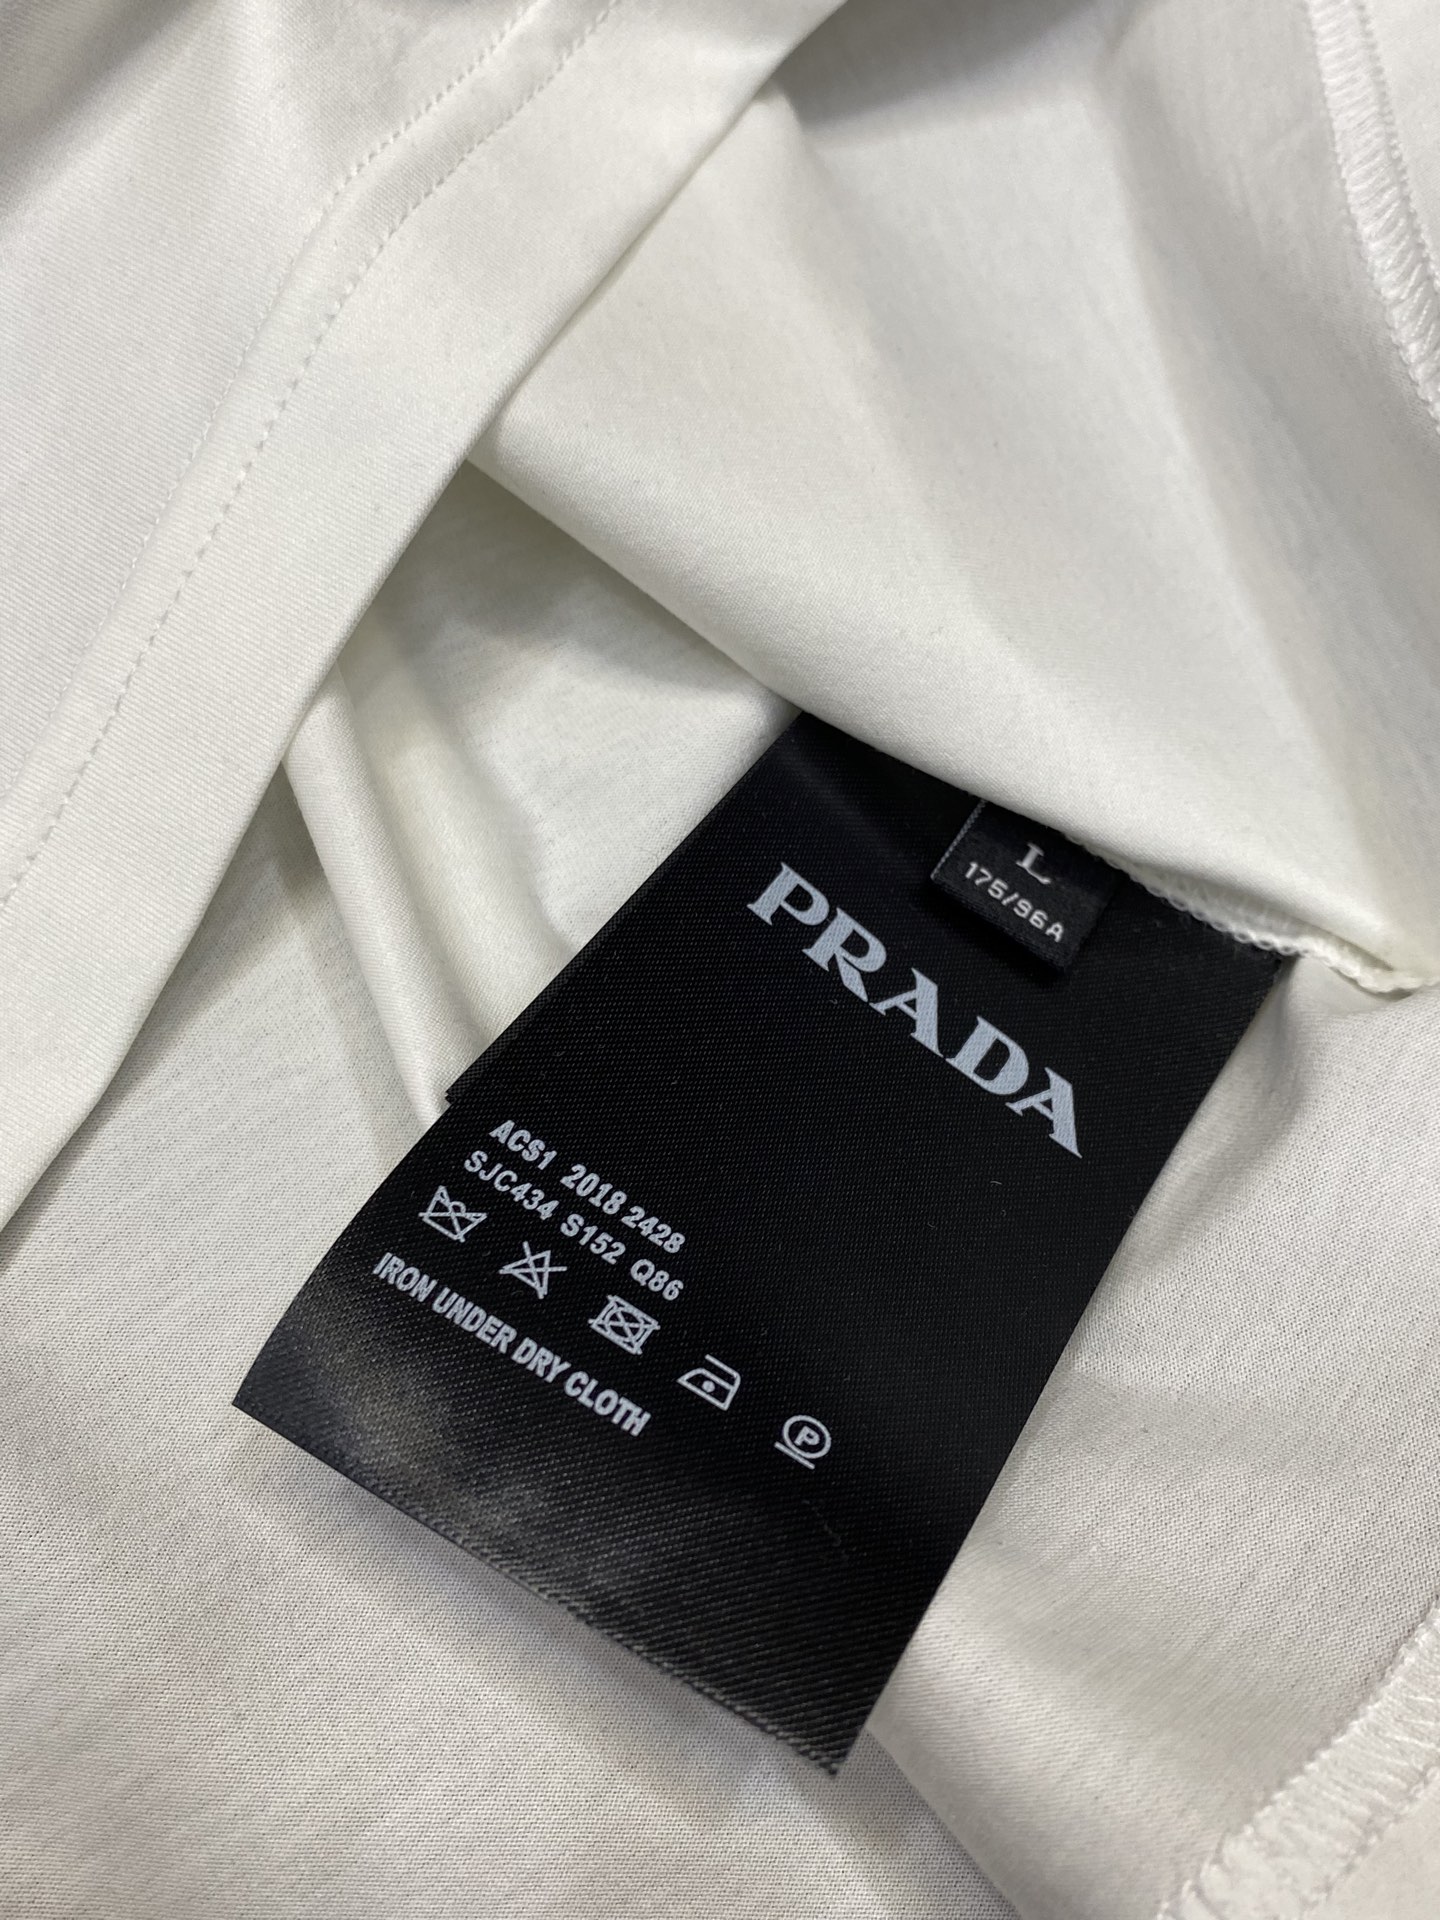 L
175/96A
PRADA
ACS1 2018 2428
SJC434 S152 Q86
P
IRON UNDER DRY CLOTH